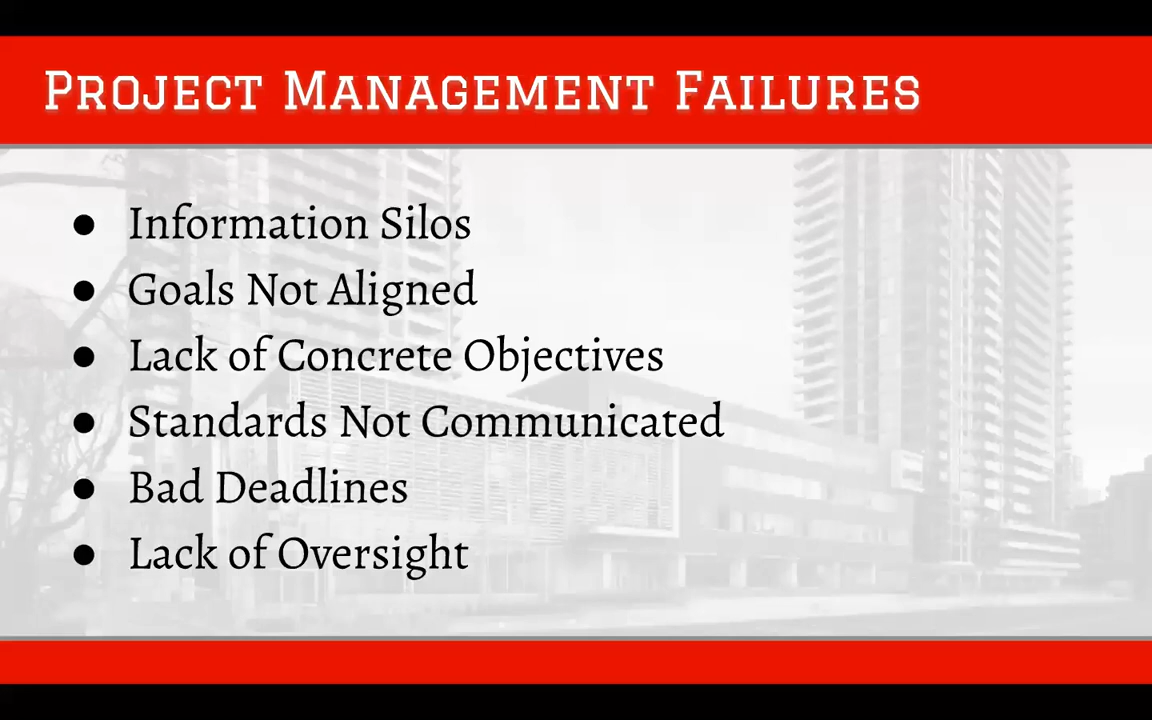 Project Management Failures
● Information Silos
● Goals Not Aligned
● Lack of Concrete Objectives
● Standards Not Communicated
● Bad Deadlines
● Lack of Oversight